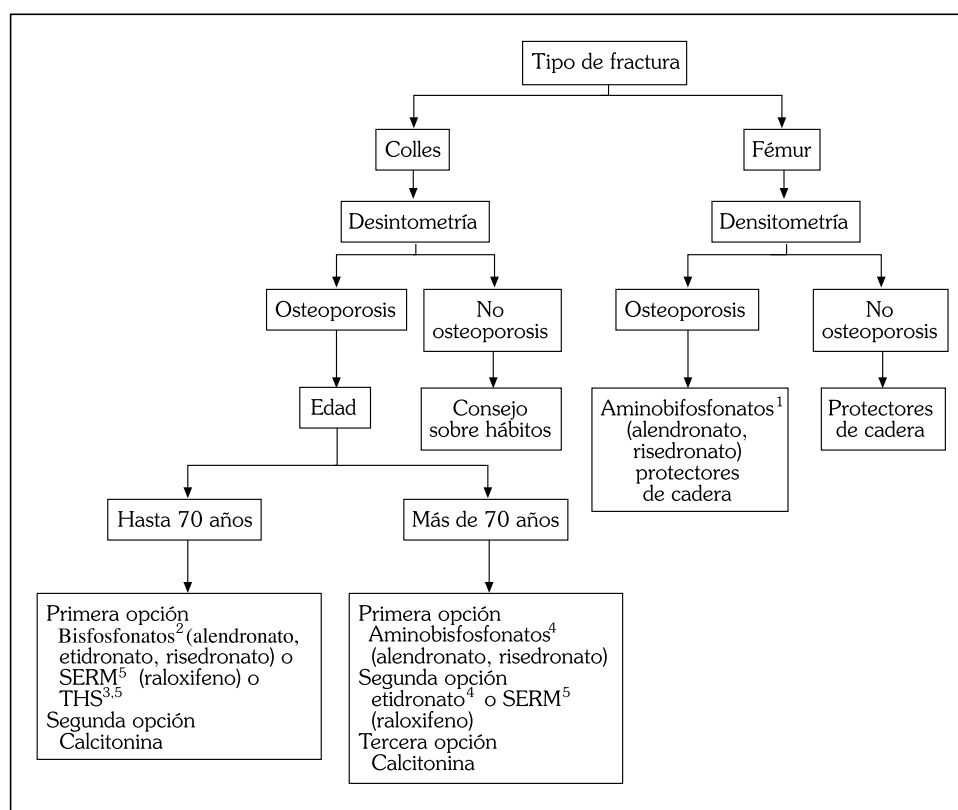 Tipo de fractura
Colles
Fémur
Desintometría
Densitometría
Osteoporosis
No
osteoporosis
Osteoporosis
No
osteoporosis
Edad
Consejo
sobre hábitos
Aminobifosfonatos¹
(alendronato,
risedronato)
protectores
de cadera
Protectores
de cadera
Hasta 70 años
Más de 70 años
Primera opción
Bisfosfonatos² (alendronato,
etidronato, risedronato) o
SERM⁵ (raloxifeno) o
THS³,⁵
Segunda opción
Calcitonina
Primera opción
Aminobisfosfonatos⁴
(alendronato, risedronato)
Segunda opción
etidronato⁴ o SERM⁵
(raloxifeno)
Tercera opción
Calcitonina